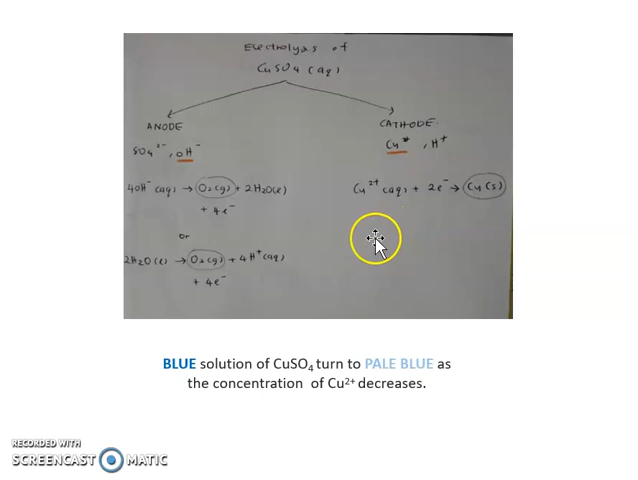 Electrolysis of
CuSO4 (aq)
ANODE
CATHODE.
SO4²⁻, OH⁻
Cu²⁺, H⁺
4OH⁻ (aq) → O2(g) + 2H2O(l)
+ 4e⁻
Cu²⁺ (aq) + 2e⁻ → Cu(s)
or
2H2O(l) → O2(g) + 4H⁺(aq)
+ 4e⁻
BLUE solution of CuSO₄ turn to PALE BLUE as
the concentration of Cu²⁺ decreases.
RECORDED WITH
SCREENCAST MATIC